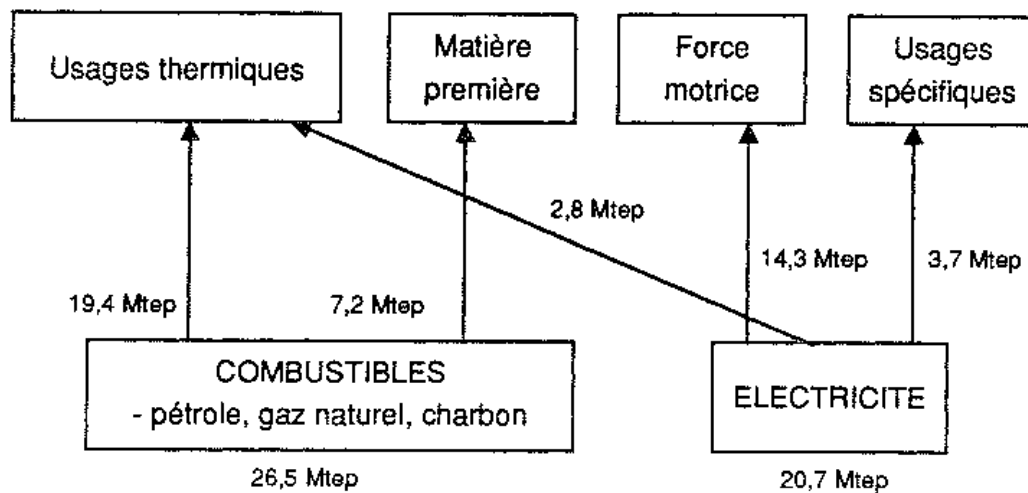 Usages thermiques
Matière
première
Force
motrice
Usages
spécifiques
2,8 Mtep
14,3 Mtep
3,7 Mtep
19,4 Mtep
7,2 Mtep
COMBUSTIBLES
- pétrole, gaz naturel, charbon
ELECTRICITE
26,5 Mtep
20,7 Mtep